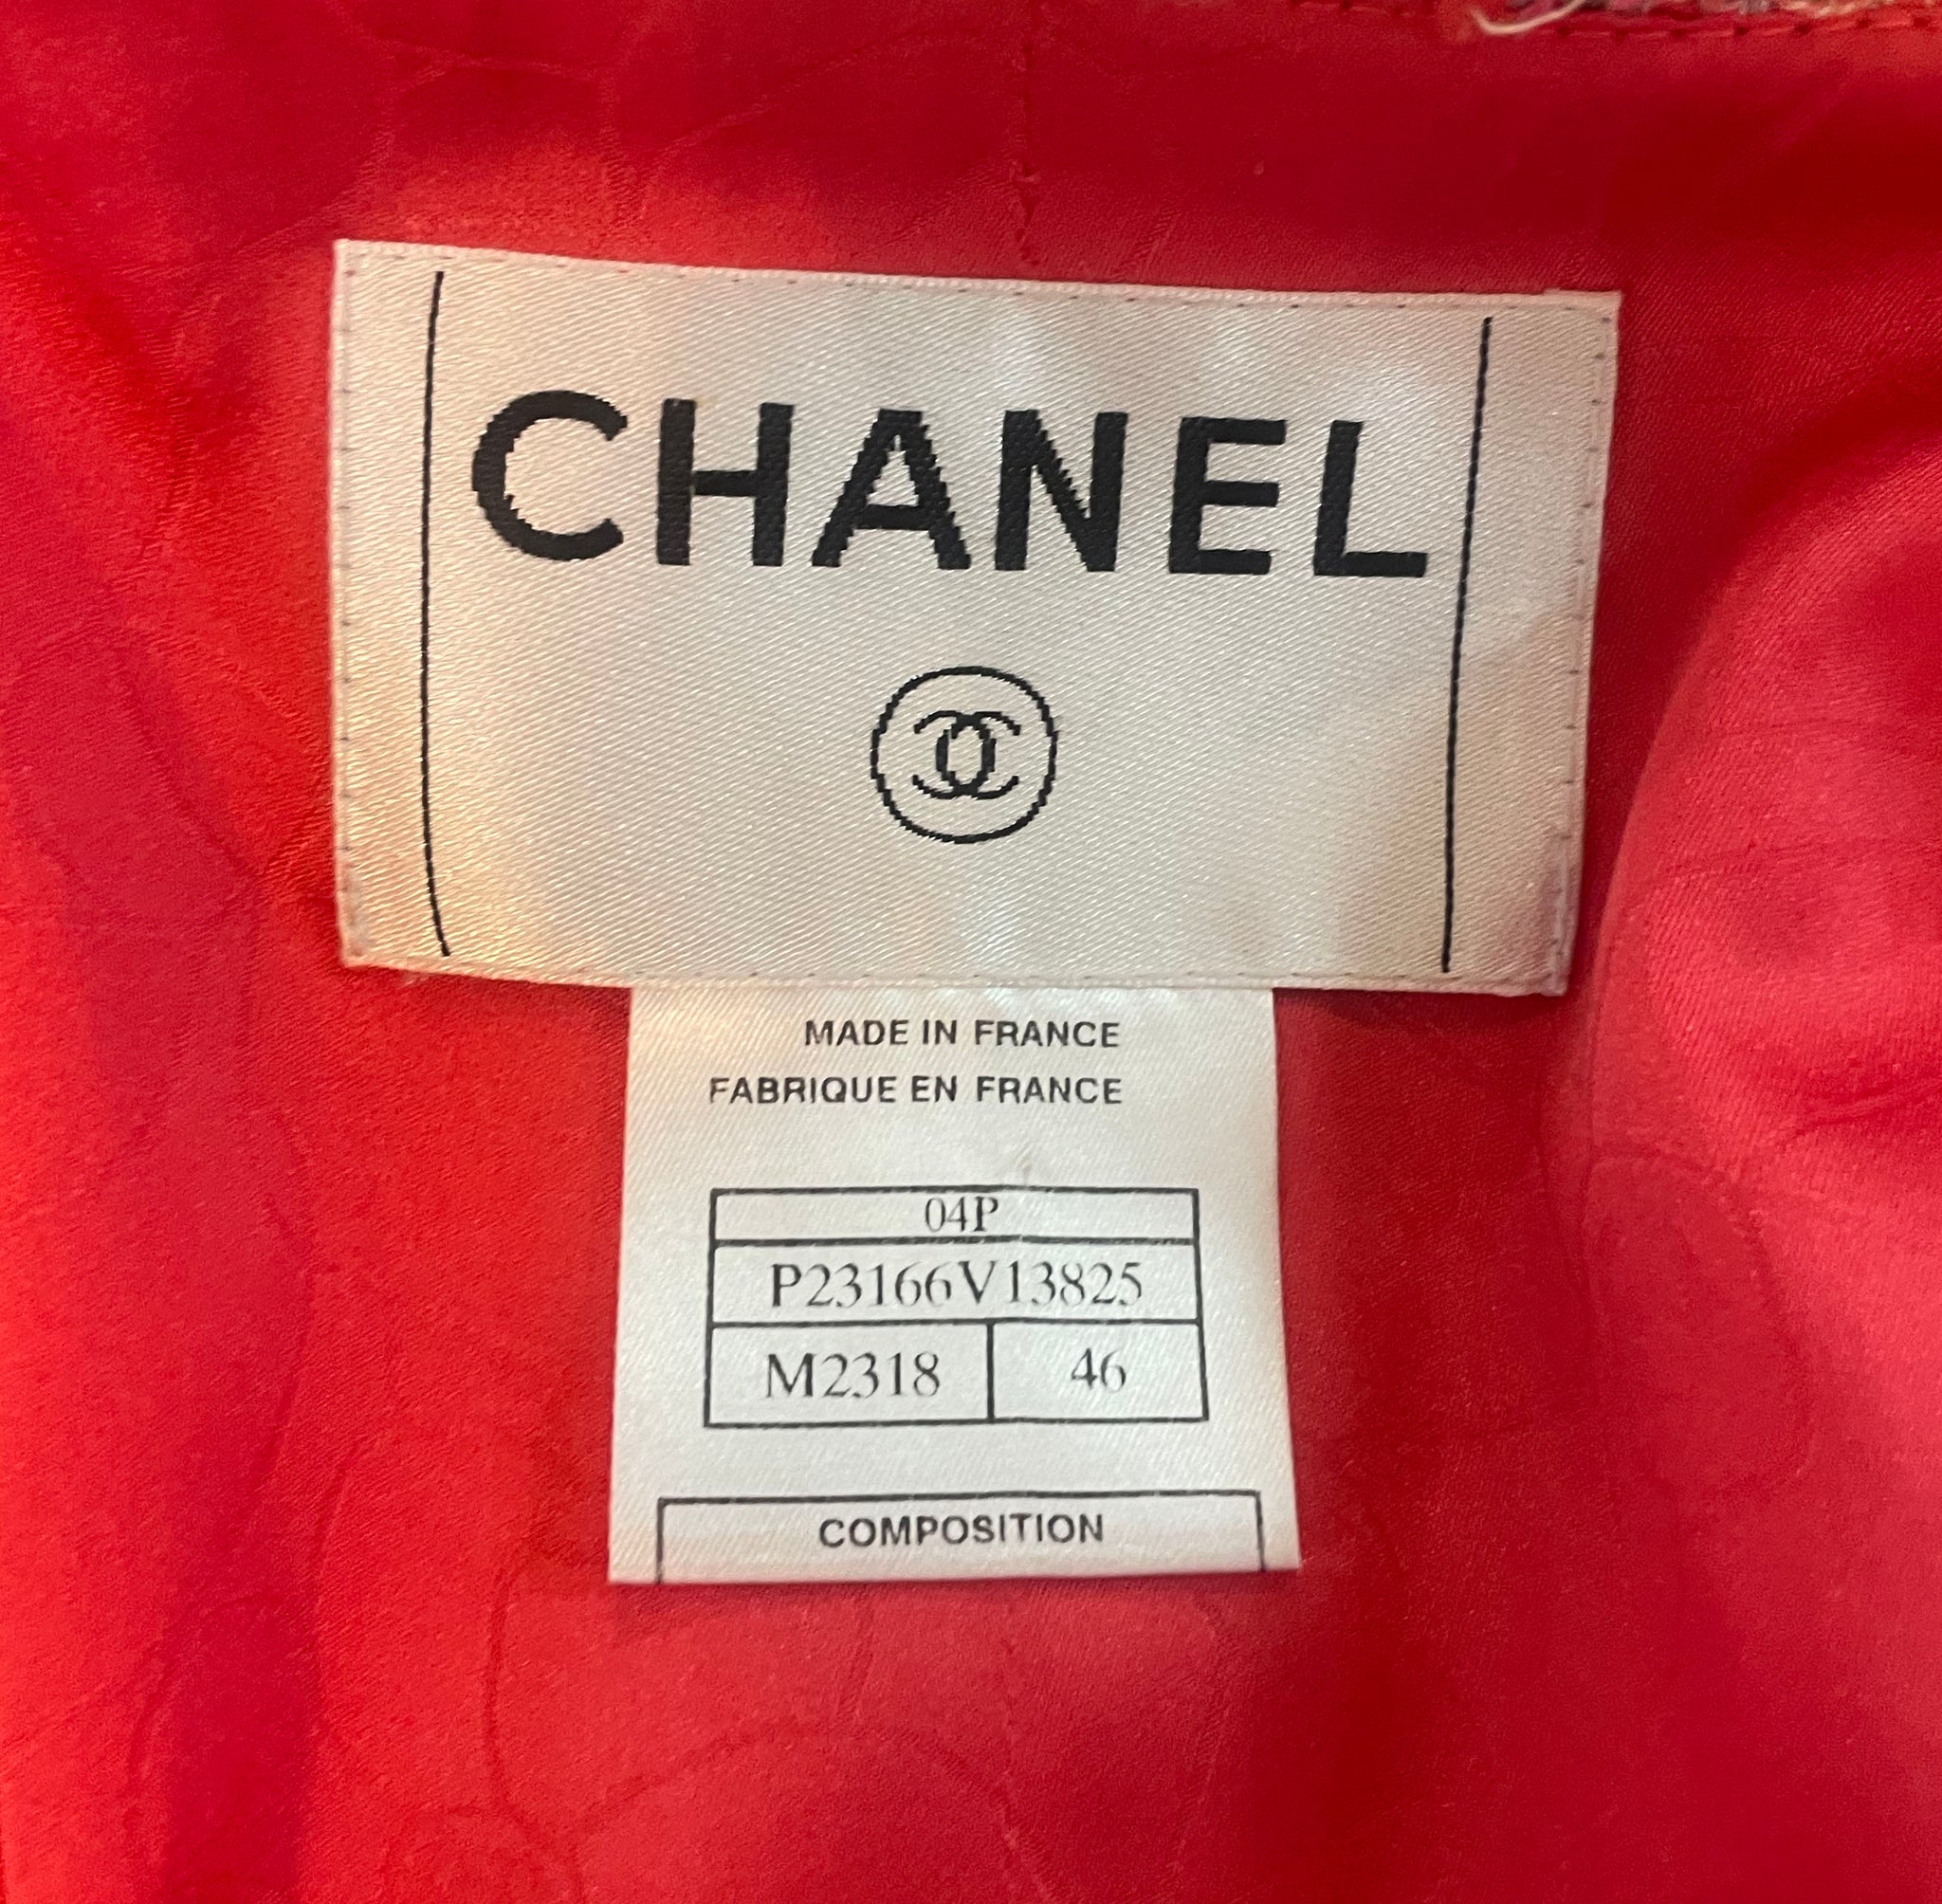 CHANEL
MADE IN FRANCE
FABRIQUE EN FRANCE
04P
P23166V13825
M2318 46
COMPOSITION